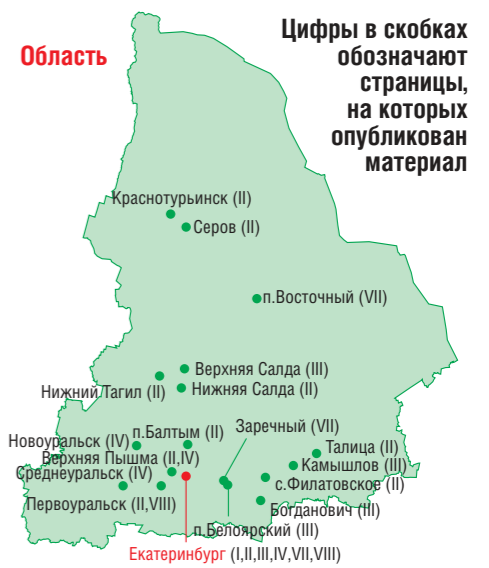 Область
Цифры в скобках
обозначают
страницы,
на которых
опубликован
материал
Краснотурьинск (II)
Серов (II)
п.Восточный (VII)
Верхняя Салда (III)
Нижний Тагил (II)
Нижняя Салда (II)
Заречный (VII)
п.Балтым (II)
Новоуральск (IV)
Талица (II)
Верхняя Пышма (II,IV)
Камышлов (III)
Среднеуральск (IV)
с.Филатовское (II)
Первоуральск (II,VIII)
Богданович (III)
п.Белоярский (III)
Екатеринбург (I,II,III,IV,VII,VIII)